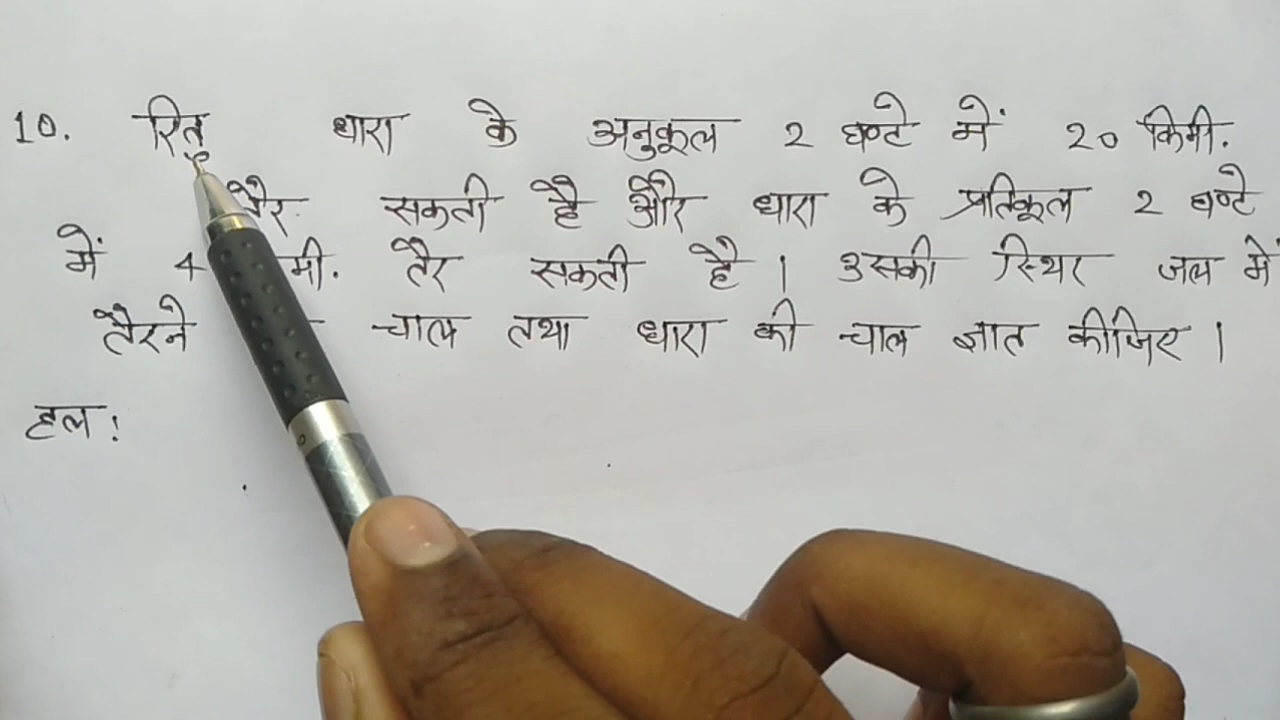 10. रितु धारा के अनुकूल 2 घण्टे में 20 किमी.
तैर सकती है और धारा के प्रतिकूल 2 घण्टे
में 4 मी. तैर सकती है । उसकी स्थिर जल में
तैरने चाल तथा धारा की चाल ज्ञात कीजिए ।
हल: